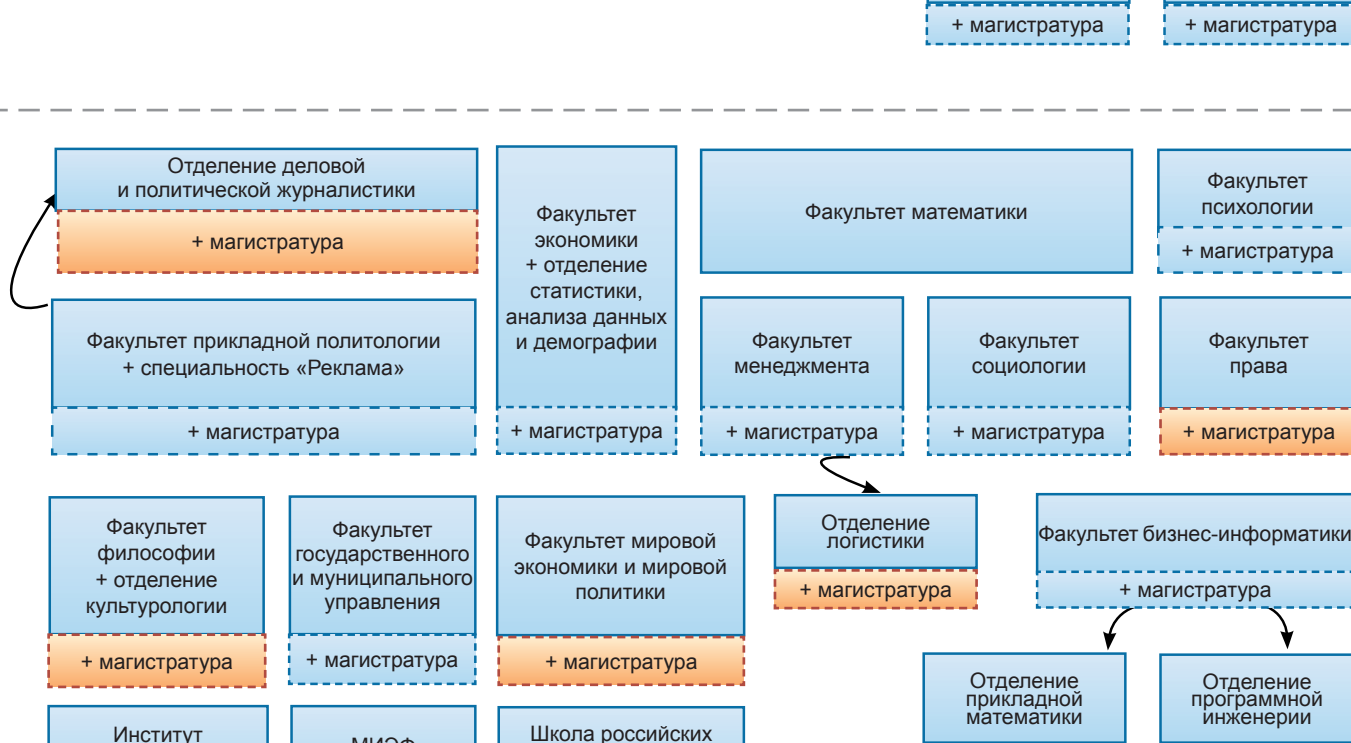 + магистратура
+ магистратура
Отделение деловой
и политической журналистики
+ магистратура
Факультет прикладной политологии
+ специальность «Реклама»
+ магистратура
Факультет
экономики
+ отделение
статистики,
анализа данных
и демографии
+ магистратура
Факультет математики
Факультет
психологии
+ магистратура
Факультет
менеджмента
+ магистратура
Факультет
социологии
+ магистратура
Факультет
права
+ магистратура
Факультет
философии
+ отделение
культурологии
+ магистратура
Факультет
государственного
и муниципального
управления
+ магистратура
Факультет мировой
экономики и мировой
политики
+ магистратура
Отделение
логистики
+ магистратура
Факультет бизнес-информатики
+ магистратура
Отделение
прикладной
математики
Отделение
программной
инженерии
Институт
МИЭФ
Школа российских